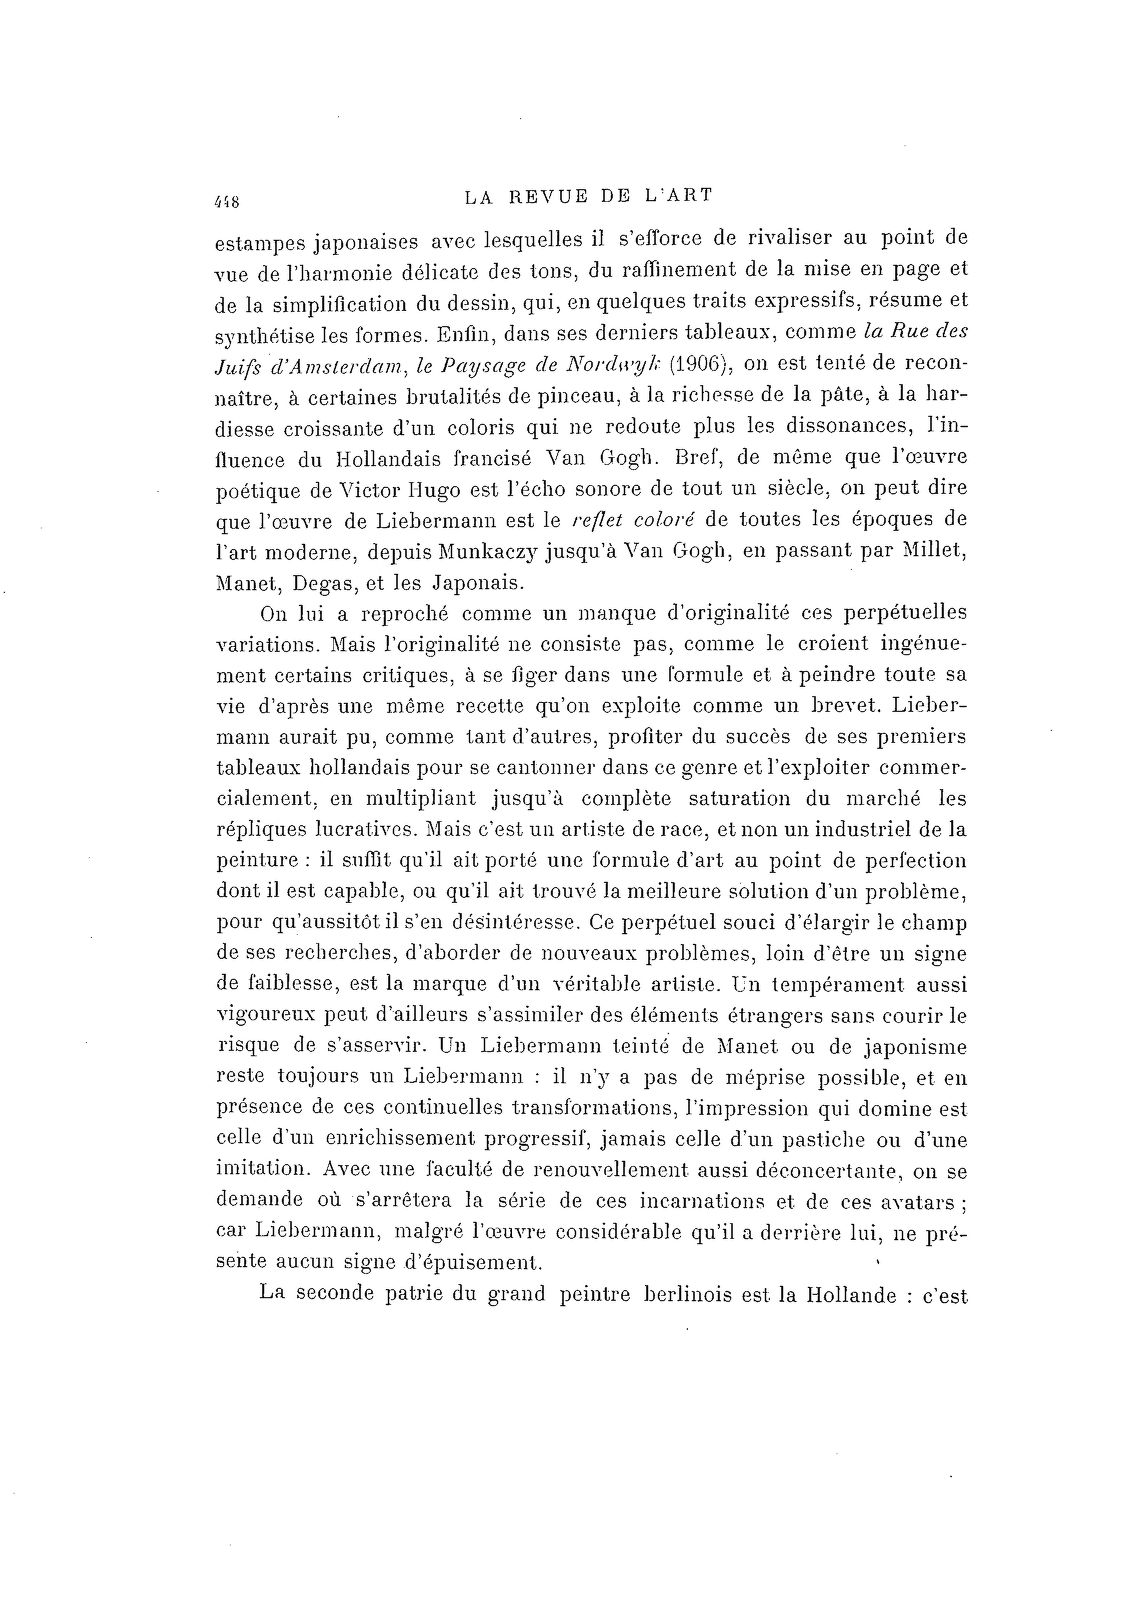 448 LA REVUE DE L'ART
estampes japonaises avec lesquelles il s'efforce de rivaliser au point de
vue de l'harmonie délicate des tons, du raffinement de la mise en page et
de la simplification du dessin, qui, en quelques traits expressifs, résume et
synthétise les formes. Enfin, dans ses derniers tableaux, comme la Rue des
Juifs d'Amsterdam, le Paysage de Nordwyk (1906), on est tenté de recon-
naître, à certaines brutalités de pinceau, à la richesse de la pâte, à la har-
diesse croissante d'un coloris qui ne redoute plus les dissonances, l'in-
fluence du Hollandais francisé Van Gogh. Bref, de même que l'œuvre
poétique de Victor Hugo est l'écho sonore de tout un siècle, on peut dire
que l'œuvre de Liebermann est le reflet coloré de toutes les époques de
l'art moderne, depuis Munkaczy jusqu'à Van Gogh, en passant par Millet,
Manet, Degas, et les Japonais.
On lui a reproché comme un manque d'originalité ces perpétuelles
variations. Mais l'originalité ne consiste pas, comme le croient ingénue-
ment certains critiques, à se figer dans une formule et à peindre toute sa
vie d'après une même recette qu'on exploite comme un brevet. Lieber-
mann aurait pu, comme tant d'autres, profiter du succès de ses premiers
tableaux hollandais pour se cantonner dans ce genre et l'exploiter commer-
cialement, en multipliant jusqu'à complète saturation du marché les
répliques lucratives. Mais c'est un artiste de race, et non un industriel de la
peinture : il suffit qu'il ait porté une formule d'art au point de perfection
dont il est capable, ou qu'il ait trouvé la meilleure solution d'un problème,
pour qu'aussitôt il s'en désintéresse. Ce perpétuel souci d'élargir le champ
de ses recherches, d'aborder de nouveaux problèmes, loin d'être un signe
de faiblesse, est la marque d'un véritable artiste. Un tempérament aussi
vigoureux peut d'ailleurs s'assimiler des éléments étrangers sans courir le
risque de s'asservir. Un Liebermann teinté de Manet ou de japonisme
reste toujours un Liebermann : il n'y a pas de méprise possible, et en
présence de ces continuelles transformations, l'impression qui domine est
celle d'un enrichissement progressif, jamais celle d'un pastiche ou d'une
imitation. Avec une faculté de renouvellement aussi déconcertante, on se
demande où s'arrêtera la série de ces incarnations et de ces avatars ;
car Liebermann, malgré l'œuvre considérable qu'il a derrière lui, ne pré-
sente aucun signe d'épuisement.
La seconde patrie du grand peintre berlinois est la Hollande : c'est